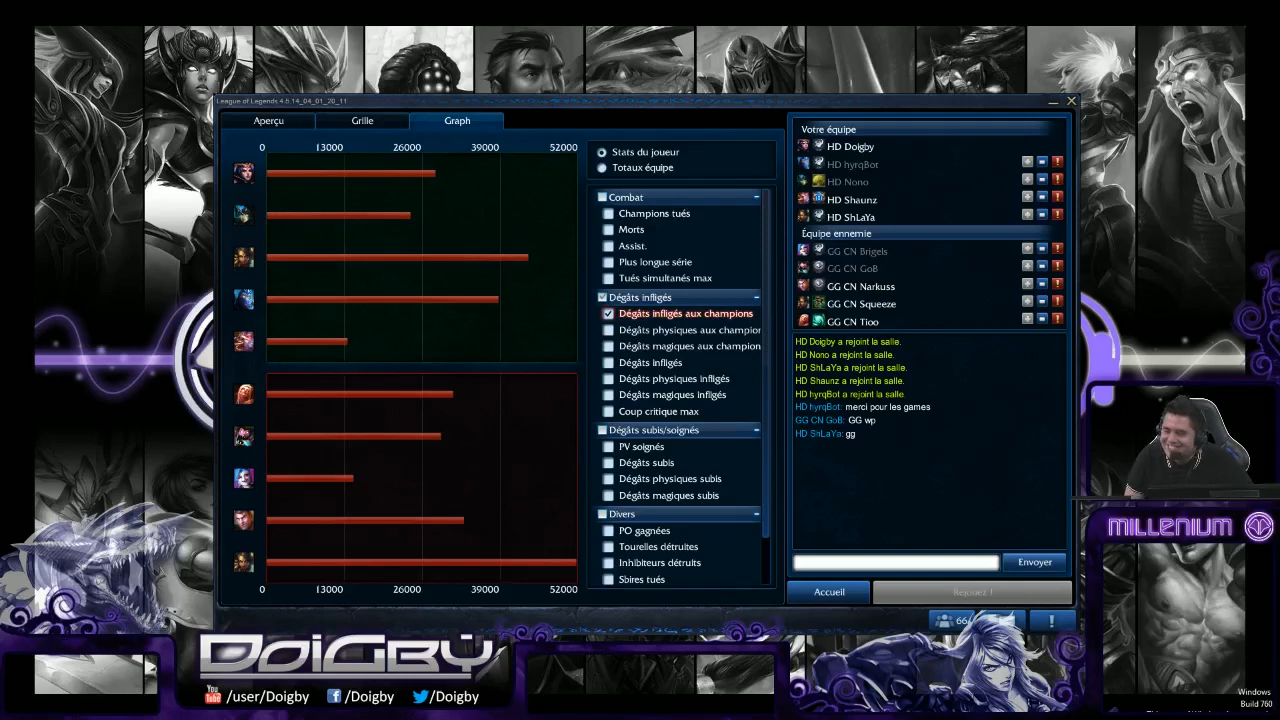 League of Legends 4.5.14_04_01_20_11
Aperçu
Grille
Graph
0 13000 26000 39000 52000
0 13000 26000 39000 52000
Stats du joueur
Totaux équipe
Combat
Champions tués
Morts
Assist.
Plus longue série
Tués simultanés max
Dégâts infligés
Dégâts infligés aux champions
Dégâts physiques aux champior
Dégâts magiques aux champion
Dégâts infligés
Dégâts physiques infligés
Dégâts magiques infligés
Coup critique max
Dégâts subis/soignés
PV soignés
Dégâts subis
Dégâts physiques subis
Dégâts magiques subis
Divers
PO gagnées
Tourelles détruites
Inhibiteurs détruits
Sbires tués
Votre équipe
HD Doigby
HD hyrqBot
HD Nono
HD Shaunz
HD ShLaYa
Équipe ennemie
GG CN Brigels
GG CN GoB
GG CN Narkuss
GG CN Squeeze
GG CN Tioo
HD Doigby a rejoint la salle.
HD Nono a rejoint la salle.
HD ShLaYa a rejoint la salle.
HD Shaunz a rejoint la salle.
HD hyrqBot a rejoint la salle.
HD hyrqBot: merci pour les games
GG CN GoB: GG wp
HD ShLaYa: gg
Envoyer
Accueil
Rejouez !
66
MILLENIUM
DOIGBY
You Tube /user/Doigby
/Doigby
/Doigby
Windows
Build 760